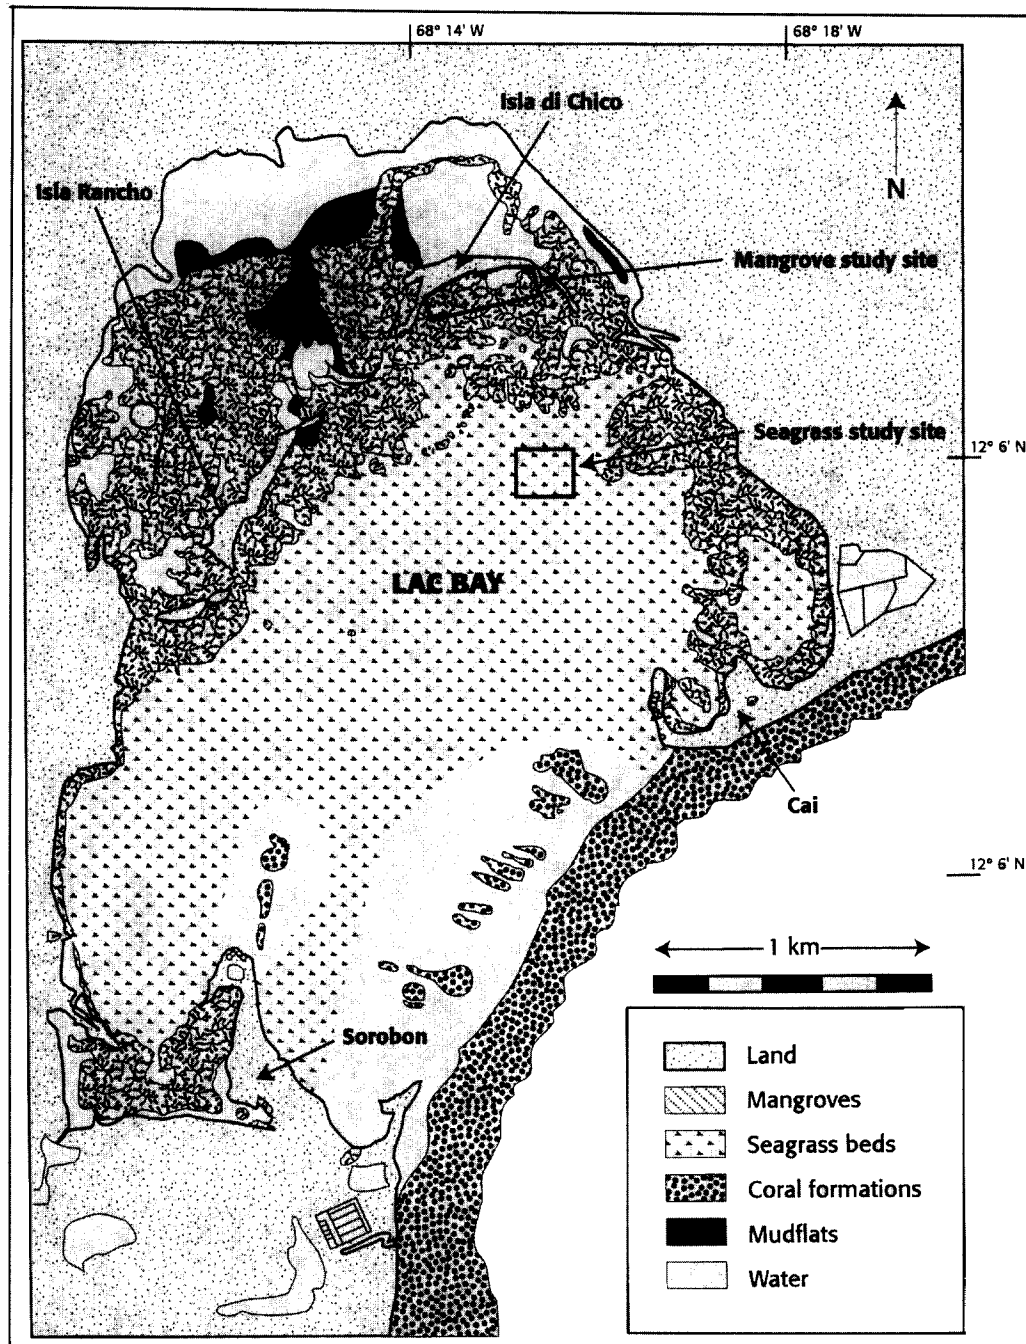 68° 14' W
68° 18' W
Isla di Chico
Isla Rancho
N
Mangrove study site
Seagrass study site
12° 6' N
LAC BAY
Cai
12° 6' N
1 km
Sorobon
Land
Mangroves
Seagrass beds
Coral formations
Mudflats
Water